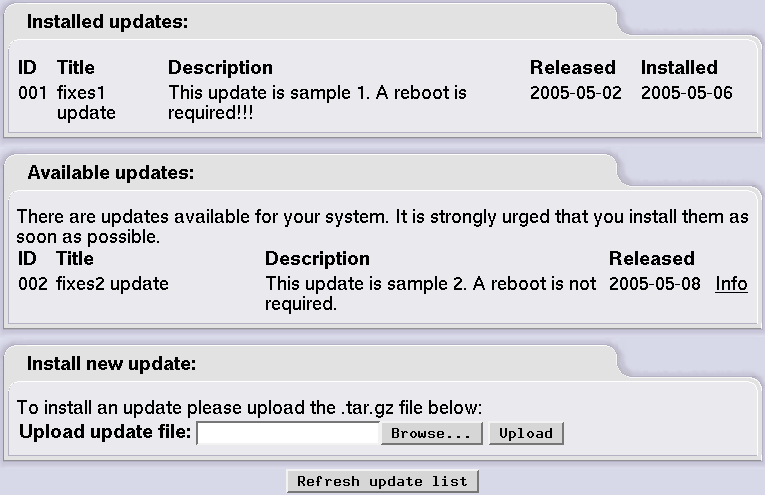 Installed updates:
ID Title Description Released Installed
001 fixes1 This update is sample 1. A reboot is 2005-05-02 2005-05-06
update required!!!
Available updates:
There are updates available for your system. It is strongly urged that you install them as
soon as possible.
ID Title Description Released
002 fixes2 update This update is sample 2. A reboot is not 2005-05-08 Info
required.
Install new update:
To install an update please upload the .tar.gz file below:
Upload update file: Browse... Upload
Refresh update list